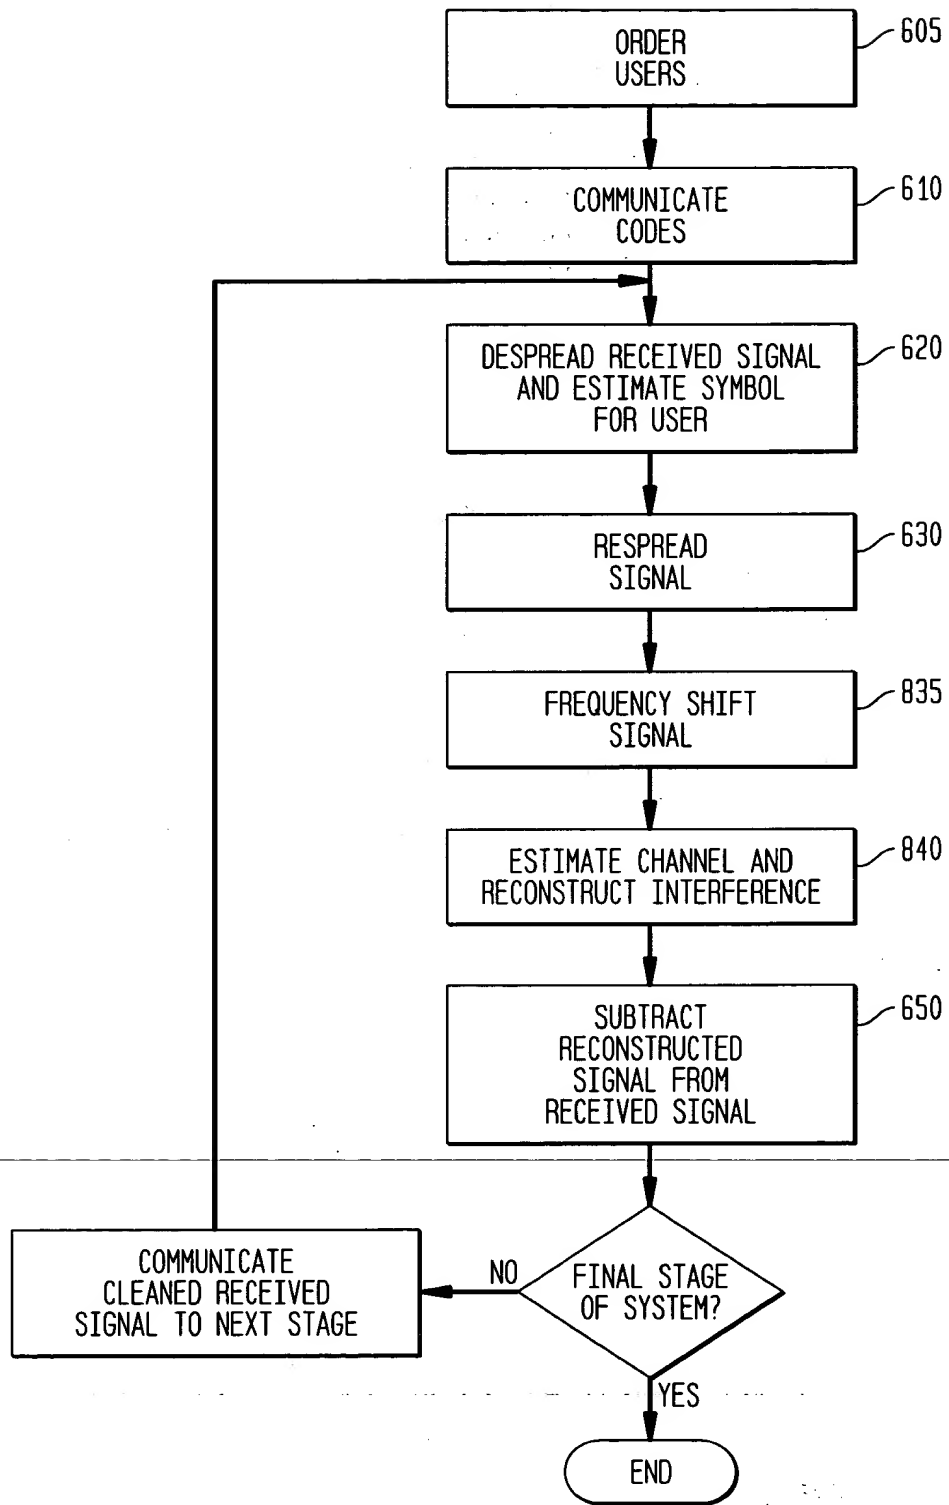 ORDER
USERS
605
COMMUNICATE
CODES
610
DESPREAD RECEIVED SIGNAL
AND ESTIMATE SYMBOL
FOR USER
620
RESPREAD
SIGNAL
630
FREQUENCY SHIFT
SIGNAL
835
ESTIMATE CHANNEL AND
RECONSTRUCT INTERFERENCE
840
SUBTRACT
RECONSTRUCTED
SIGNAL FROM
RECEIVED SIGNAL
650
FINAL STAGE
OF SYSTEM?
NO
COMMUNICATE
CLEANED RECEIVED
SIGNAL TO NEXT STAGE
YES
END